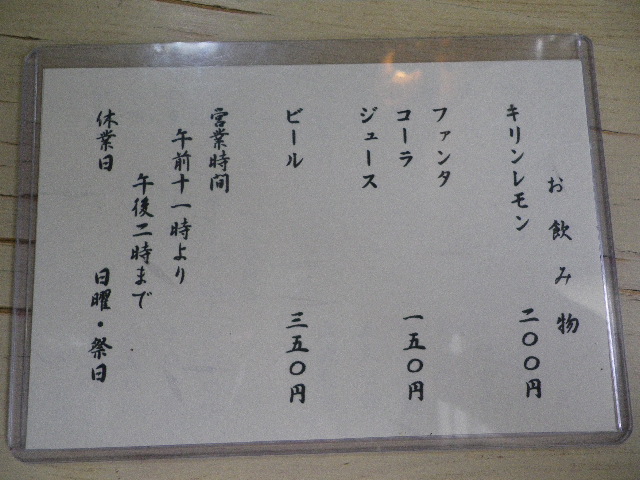 お飲み物
キリンレモン 二〇〇円
ファンタ
コーラ 一五〇円
ジュース
ビール 三五〇円
営業時間
午前十一時より
午後二時まで
休業日 日曜・祭日